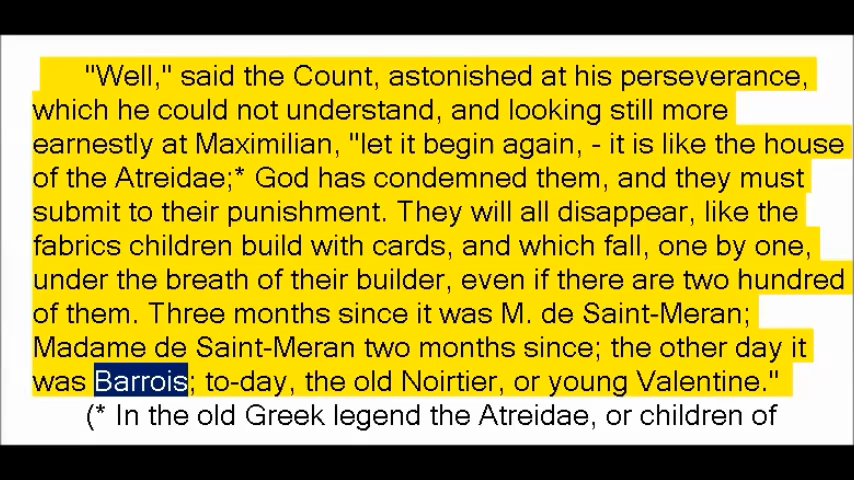 "Well," said the Count, astonished at his perseverance,
which he could not understand, and looking still more
earnestly at Maximilian, "let it begin again, - it is like the house
of the Atreidae;* God has condemned them, and they must
submit to their punishment. They will all disappear, like the
fabrics children build with cards, and which fall, one by one,
under the breath of their builder, even if there are two hundred
of them. Three months since it was M. de Saint-Meran;
Madame de Saint-Meran two months since; the other day it
was Barrois; to-day, the old Noirtier, or young Valentine."
(* In the old Greek legend the Atreidae, or children of